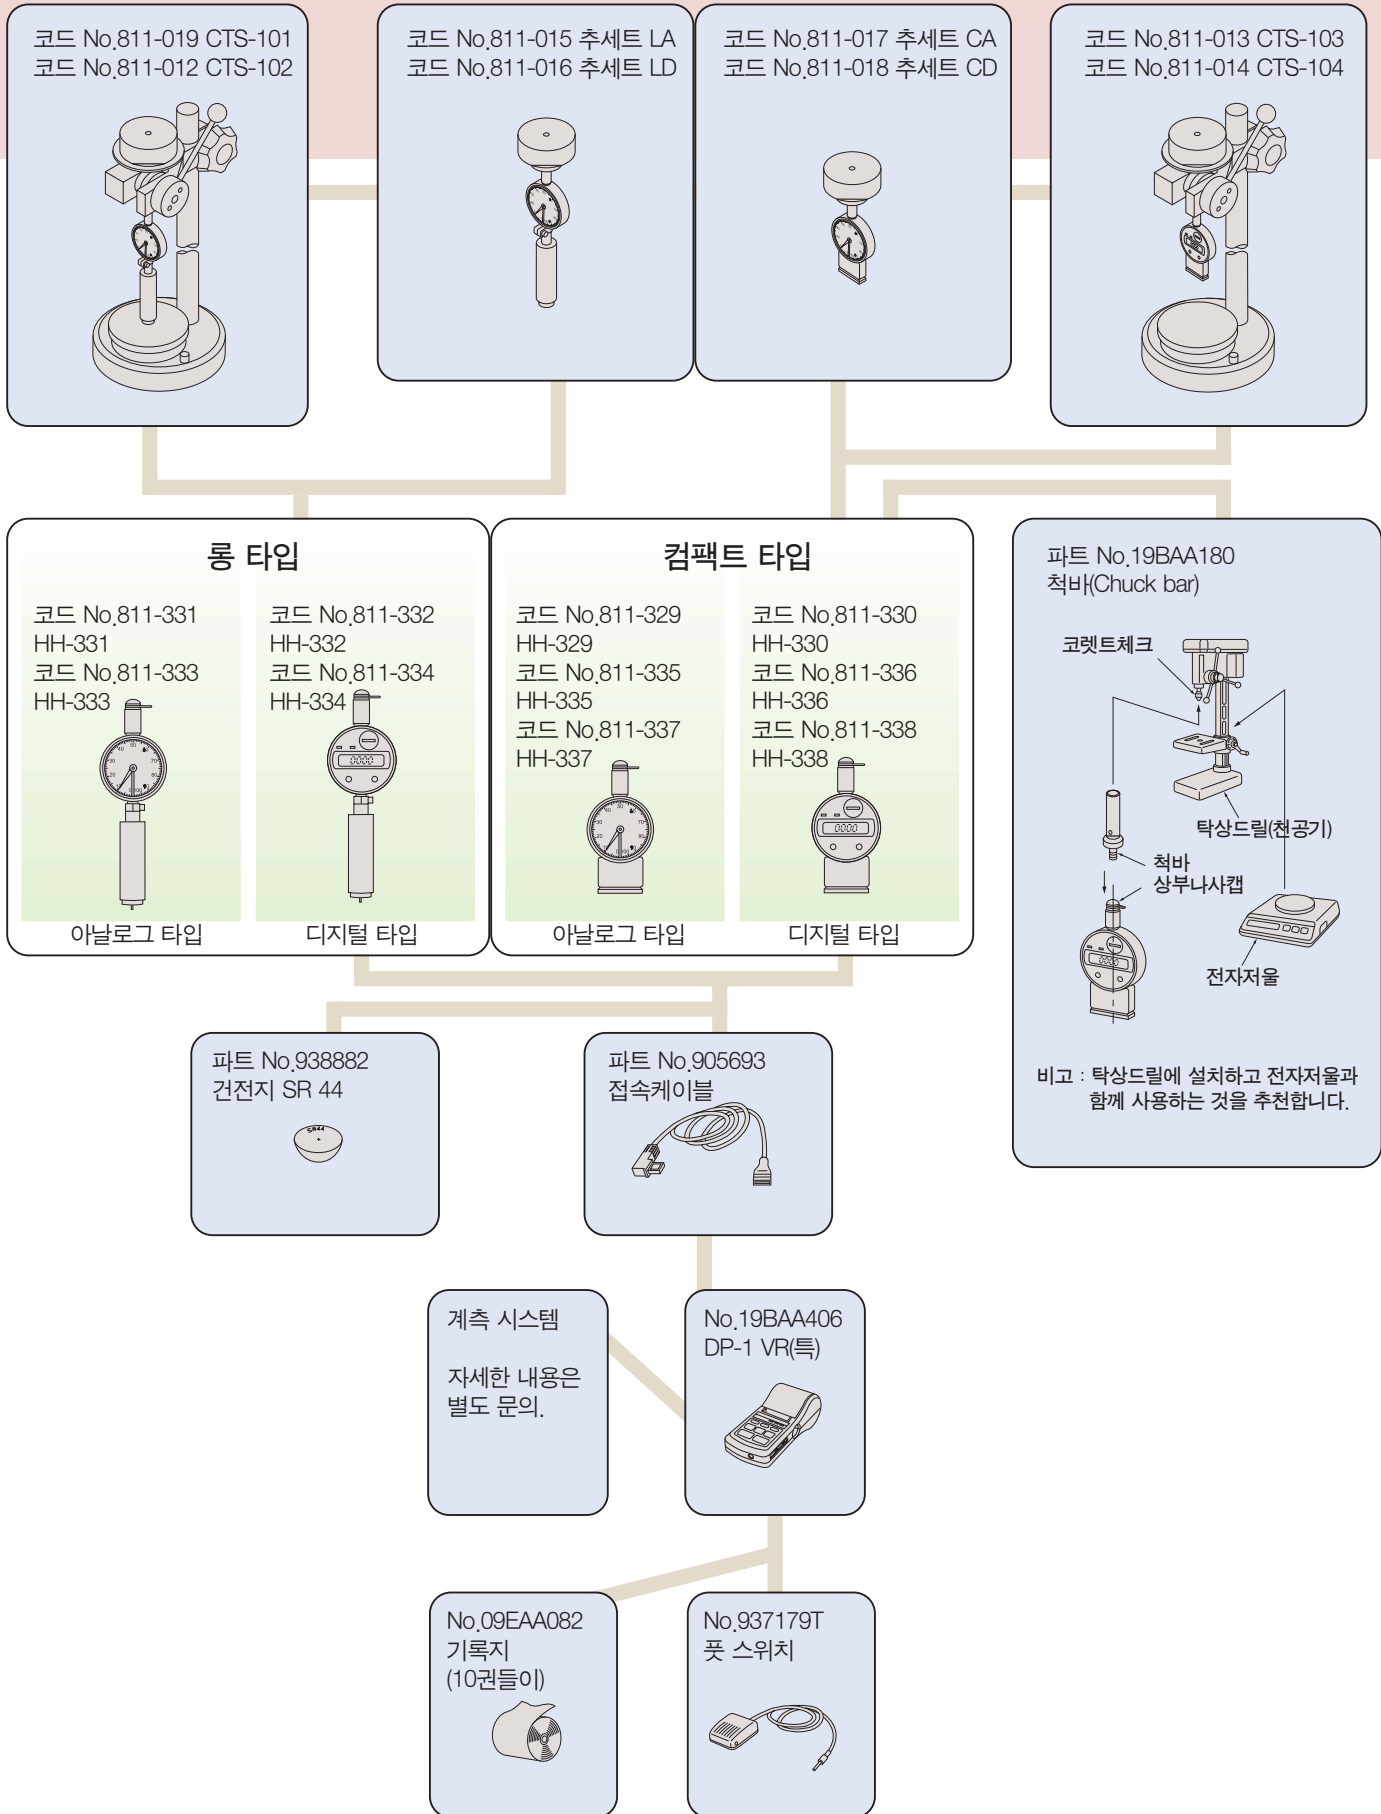 코드 No.811-019 CTS-101
코드 No.811-012 CTS-102
코드 No.811-015 추세트 LA
코드 No.811-016 추세트 LD
코드 No.811-017 추세트 CA
코드 No.811-018 추세트 CD
코드 No.811-013 CTS-103
코드 No.811-014 CTS-104
롱 타입
코드 No.811-331
HH-331
코드 No.811-333
HH-333
아날로그 타입
코드 No.811-332
HH-332
코드 No.811-334
HH-334
디지털 타입
컴팩트 타입
코드 No.811-329
HH-329
코드 No.811-335
HH-335
코드 No.811-337
HH-337
아날로그 타입
코드 No.811-330
HH-330
코드 No.811-336
HH-336
코드 No.811-338
HH-338
디지털 타입
파트 No.19BAA180
척바(Chuck bar)
코렛트체크
탁상드릴(천공기)
척바
상부나사캡
전자저울
비고 : 탁상드릴에 설치하고 전자저울과
함께 사용하는 것을 추천합니다.
파트 No.938882
건전지 SR 44
SR44
파트 No.905693
접속케이블
계측 시스템
자세한 내용은
별도 문의.
No.19BAA406
DP-1 VR(특)
No.09EAA082
기록지
(10권들이)
No.937179T
풋 스위치